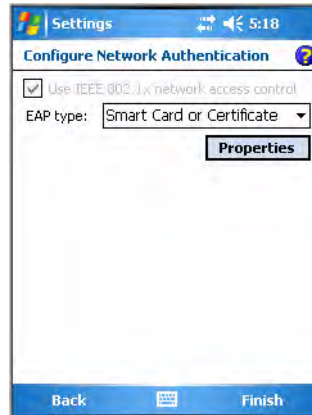 Settings 5:18
Configure Network Authentication ?
Use IEEE 802.1x network access control
EAP type: Smart Card or Certificate
Properties
Back Finish